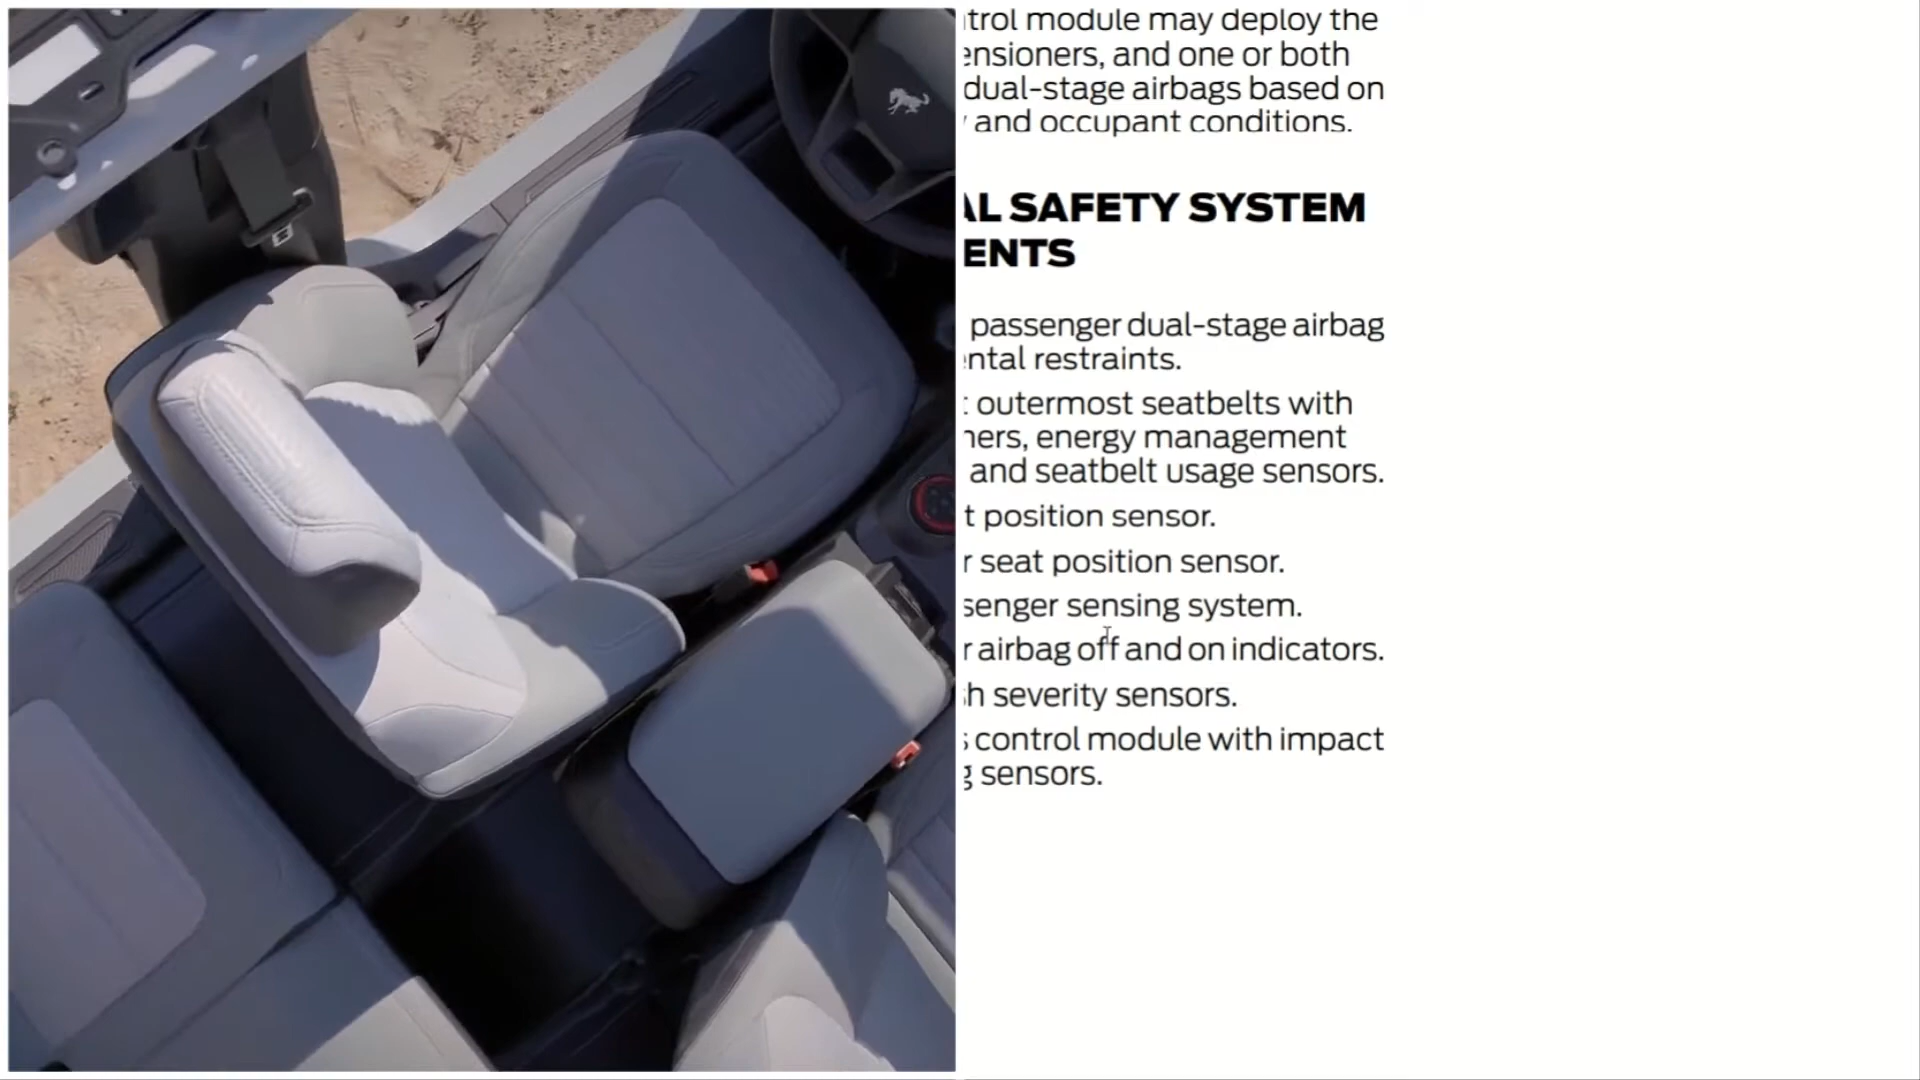 trol module may deploy the
ensioners, and one or both
dual-stage airbags based on
and occupant conditions.
AL SAFETY SYSTEM
ENTS
passenger dual-stage airbag
ental restraints.
outermost seatbelts with
ners, energy management
and seatbelt usage sensors.
t position sensor.
r seat position sensor.
senger sensing system.
r airbag off and on indicators.
h severity sensors.
s control module with impact
g sensors.